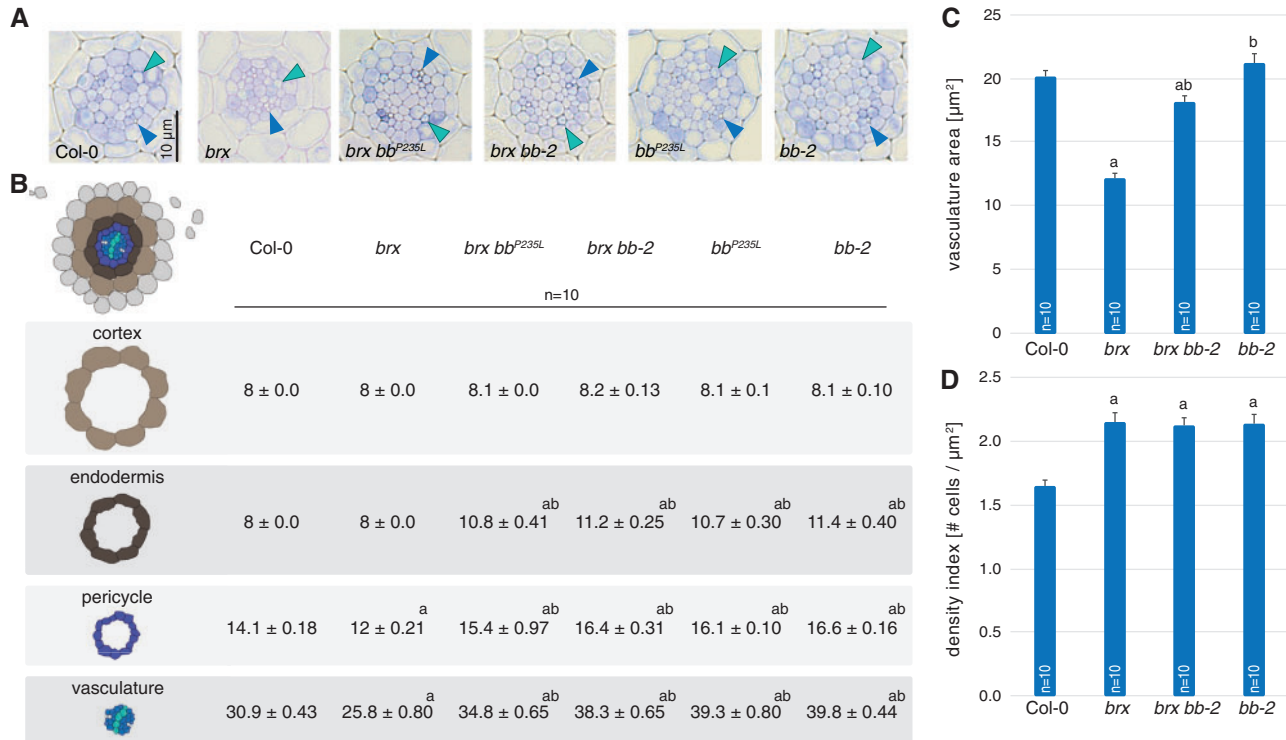 A
Col-0
10 µm
brx
brx bb^P235L
brx bb-2
bb^P235L
bb-2
B
Col-0 brx brx bb^P235L brx bb-2 bb^P235L bb-2
n=10
cortex
8 ± 0.0 8 ± 0.0 8.1 ± 0.0 8.2 ± 0.13 8.1 ± 0.1 8.1 ± 0.10
endodermis
ab ab ab ab
8 ± 0.0 8 ± 0.0 10.8 ± 0.41 11.2 ± 0.25 10.7 ± 0.30 11.4 ± 0.40
pericycle
a ab ab ab ab
14.1 ± 0.18 12 ± 0.21 15.4 ± 0.97 16.4 ± 0.31 16.1 ± 0.10 16.6 ± 0.16
vasculature
a ab ab ab ab
30.9 ± 0.43 25.8 ± 0.80 34.8 ± 0.65 38.3 ± 0.65 39.3 ± 0.80 39.8 ± 0.44
C
vasculature area [µm²]
25
20
15
10
5
0
a
ab
b
n=10 n=10 n=10 n=10
Col-0 brx brx bb-2 bb-2
D
density index [# cells / µm²]
2.5
2.0
1.5
1.0
0.5
0.0
a a a
n=10 n=10 n=10 n=10
Col-0 brx brx bb-2 bb-2